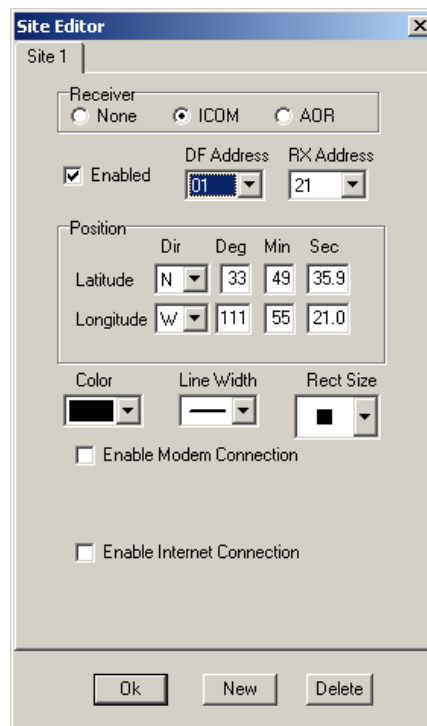 Site Editor
Site 1
Receiver
None ICOM AOR
DF Address RX Address
Enabled 01 21
Position
Dir Deg Min Sec
Latitude N 33 49 35.9
Longitude W 111 55 21.0
Color Line Width Rect Size
Enable Modem Connection
Enable Internet Connection
Ok New Delete